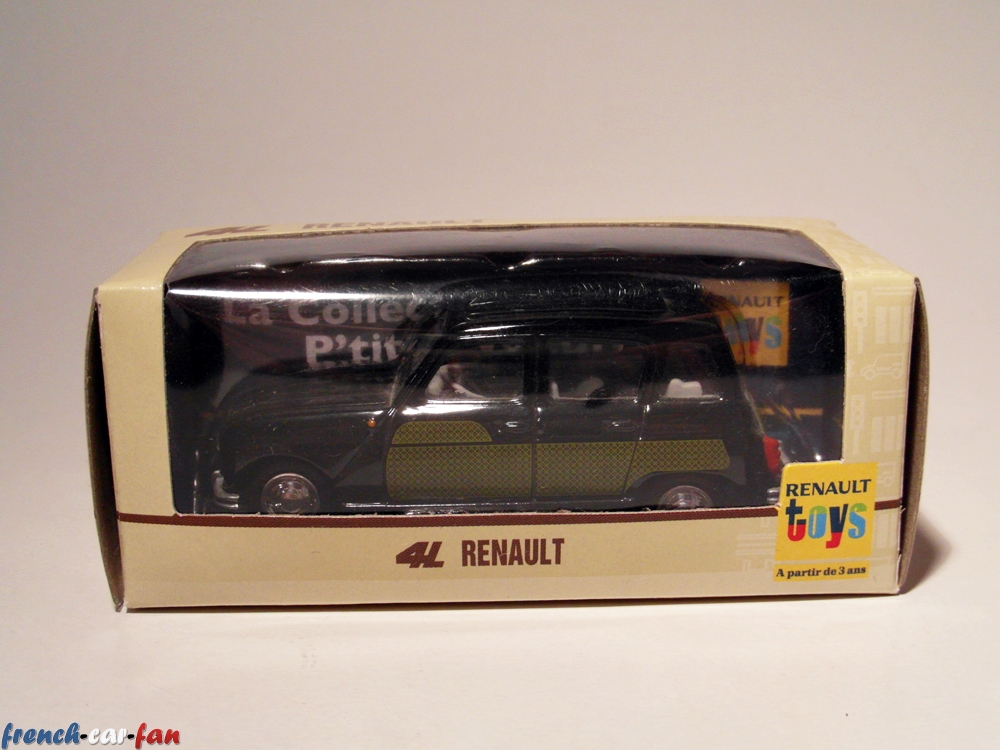 4L RENAULT
La Collec
P'tit
RENAULT
toys
4L RENAULT
RENAULT
toys
A partir de 3 ans
french-car-fan